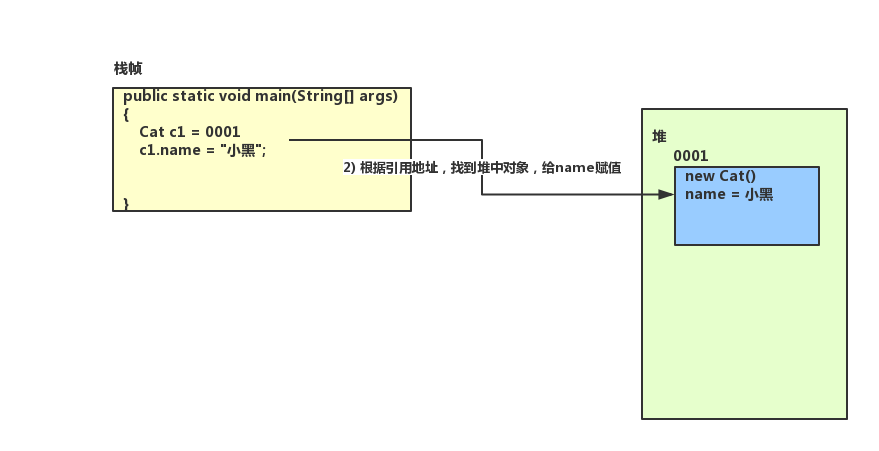 栈帧
public static void main(String[] args)
{
Cat c1 = 0001
c1.name = "小黑";
}
2) 根据引用地址，找到堆中对象，给name赋值
堆
0001
new Cat()
name = 小黑